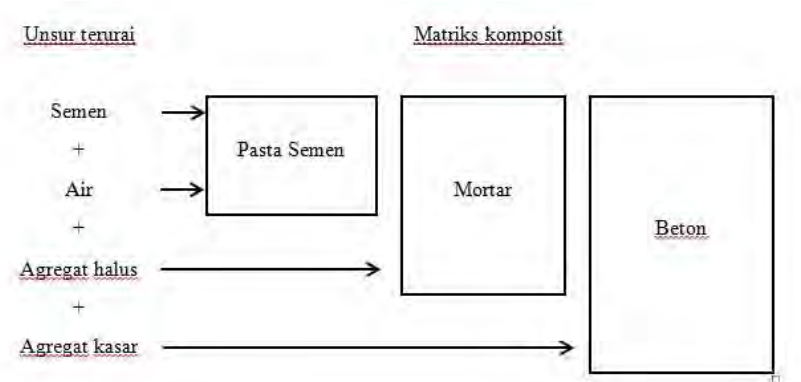 Unsur terurai
Matriks komposit
Semen
+
Pasta Semen
Air
Mortar
+
Beton
Agregat halus
+
Agregat kasar